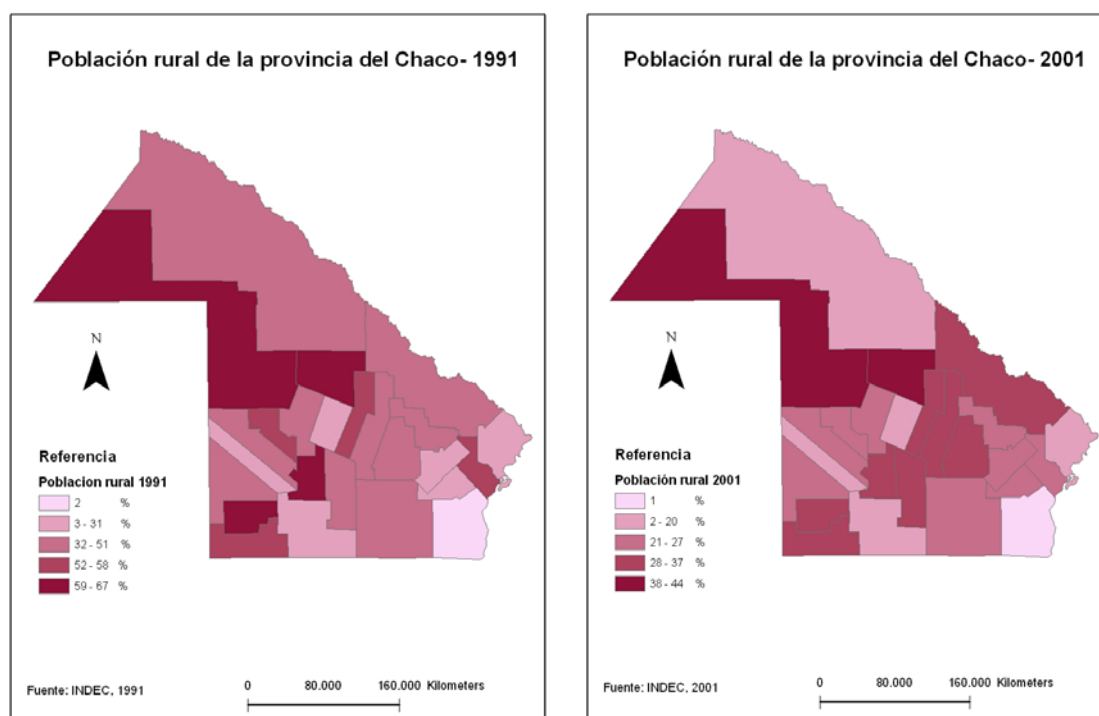 Población rural de la provincia del Chaco- 1991
N
Referencia
Poblacion rural 1991
2 %
3 - 31 %
32 - 51 %
52 - 58 %
59 - 67 %
Fuente: INDEC, 1991
0 80.000 160.000 Kilometers
Población rural de la provincia del Chaco- 2001
N
Referencia
Población rural 2001
1 %
2 - 20 %
21 - 27 %
28 - 37 %
38 - 44 %
Fuente: INDEC, 2001
0 80.000 160.000 Kilometers